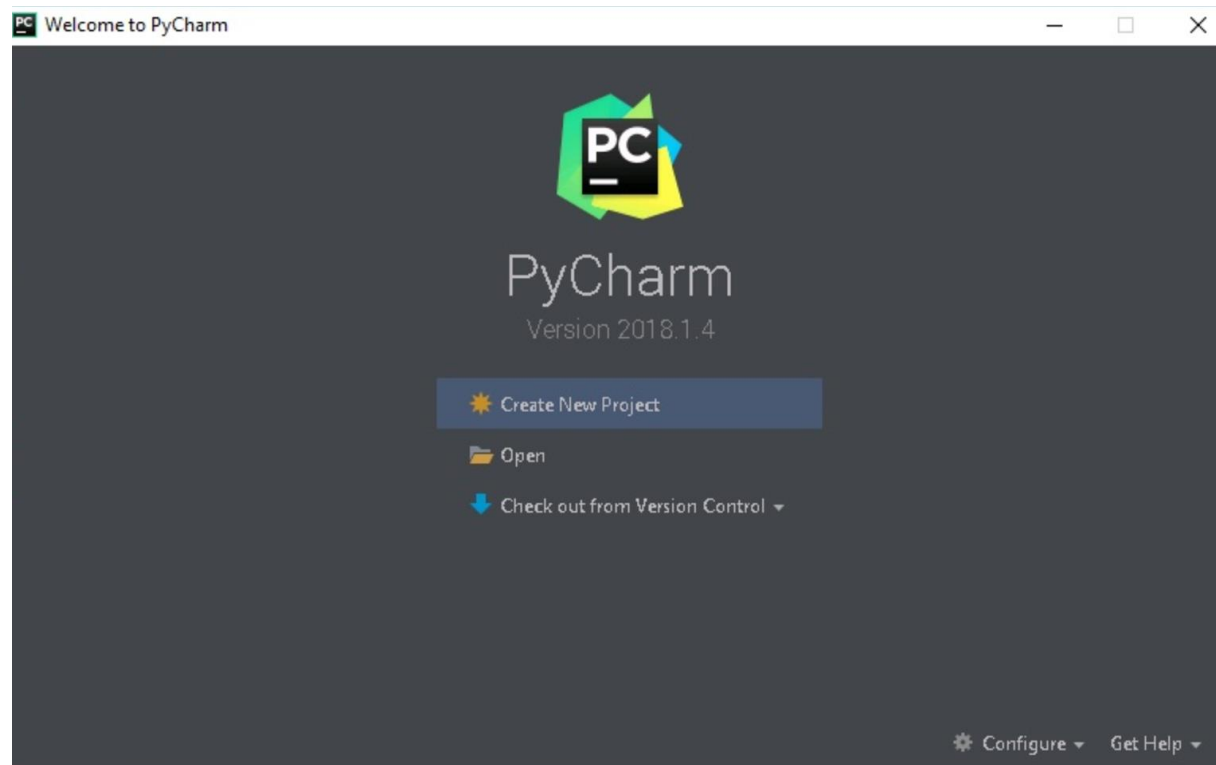 PC Welcome to PyCharm
PC
PyCharm
Version 2018.1.4
Create New Project
Open
Check out from Version Control
Configure
Get Help